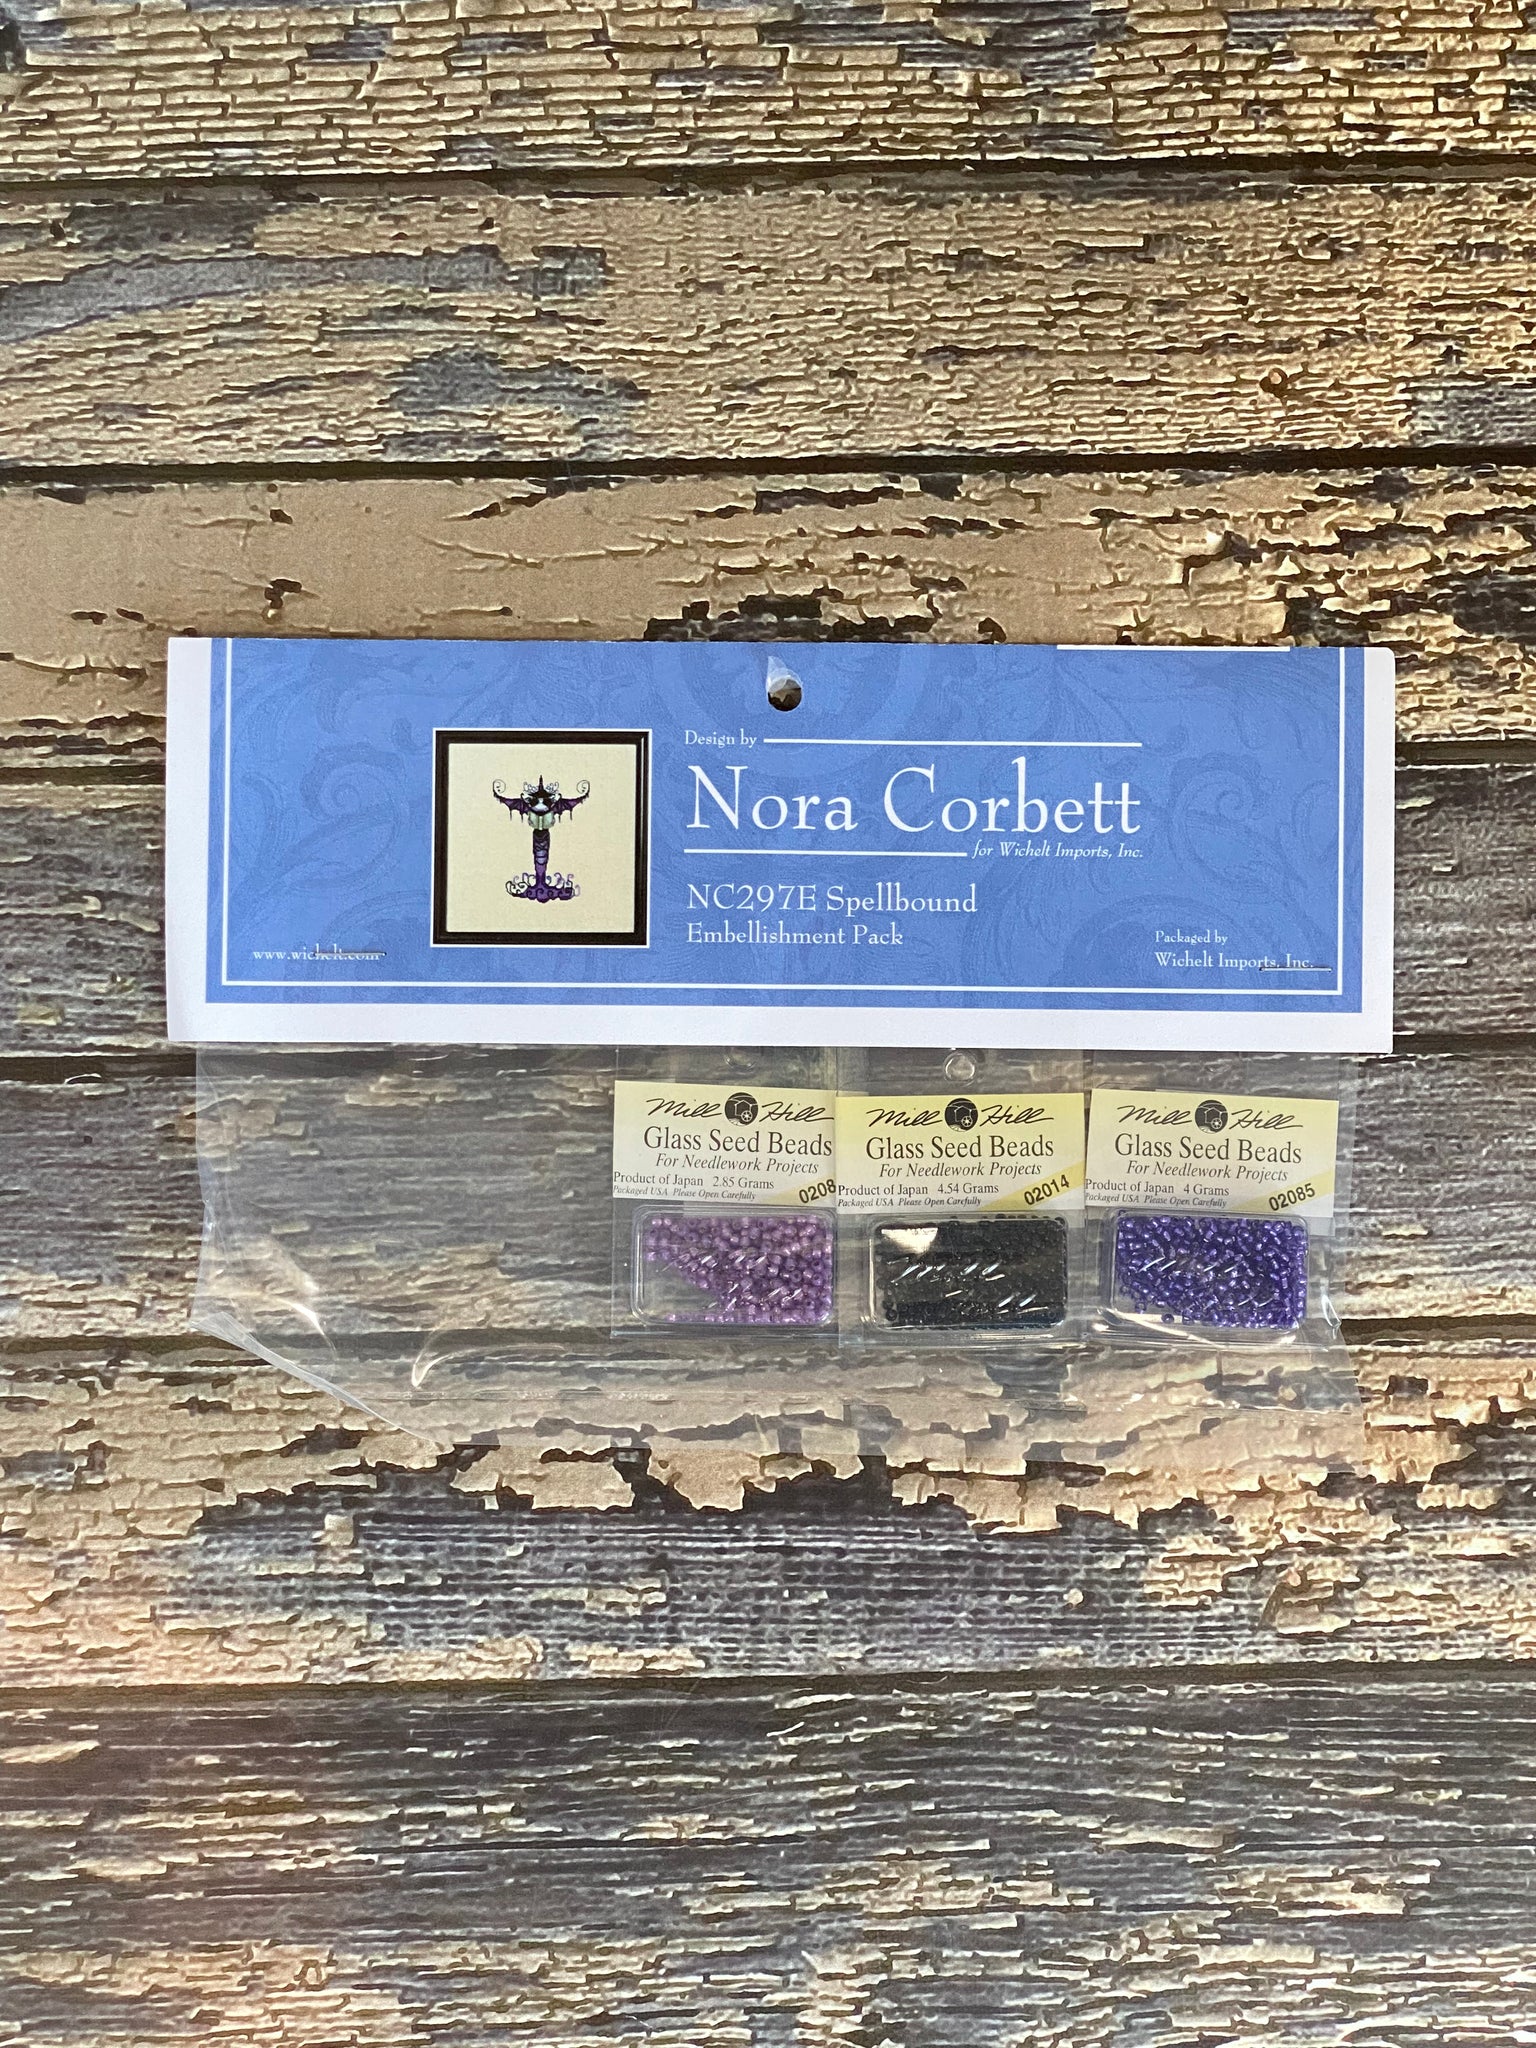 Design by
Nora Corbett
for Wichelt Imports, Inc.
NC297E Spellbound
Embellishment Pack
www.wichelt.com
Packaged by
Wichelt Imports, Inc.
Mill Hill
Glass Seed Beads
For Needlework Projects
Product of Japan 2.85 Grams
Packaged USA Please Open Carefully
0208
Mill Hill
Glass Seed Beads
For Needlework Projects
Product of Japan 4.54 Grams
Packaged USA Please Open Carefully
02014
Mill Hill
Glass Seed Beads
For Needlework Projects
Product of Japan 4 Grams
Packaged USA Please Open Carefully
02085